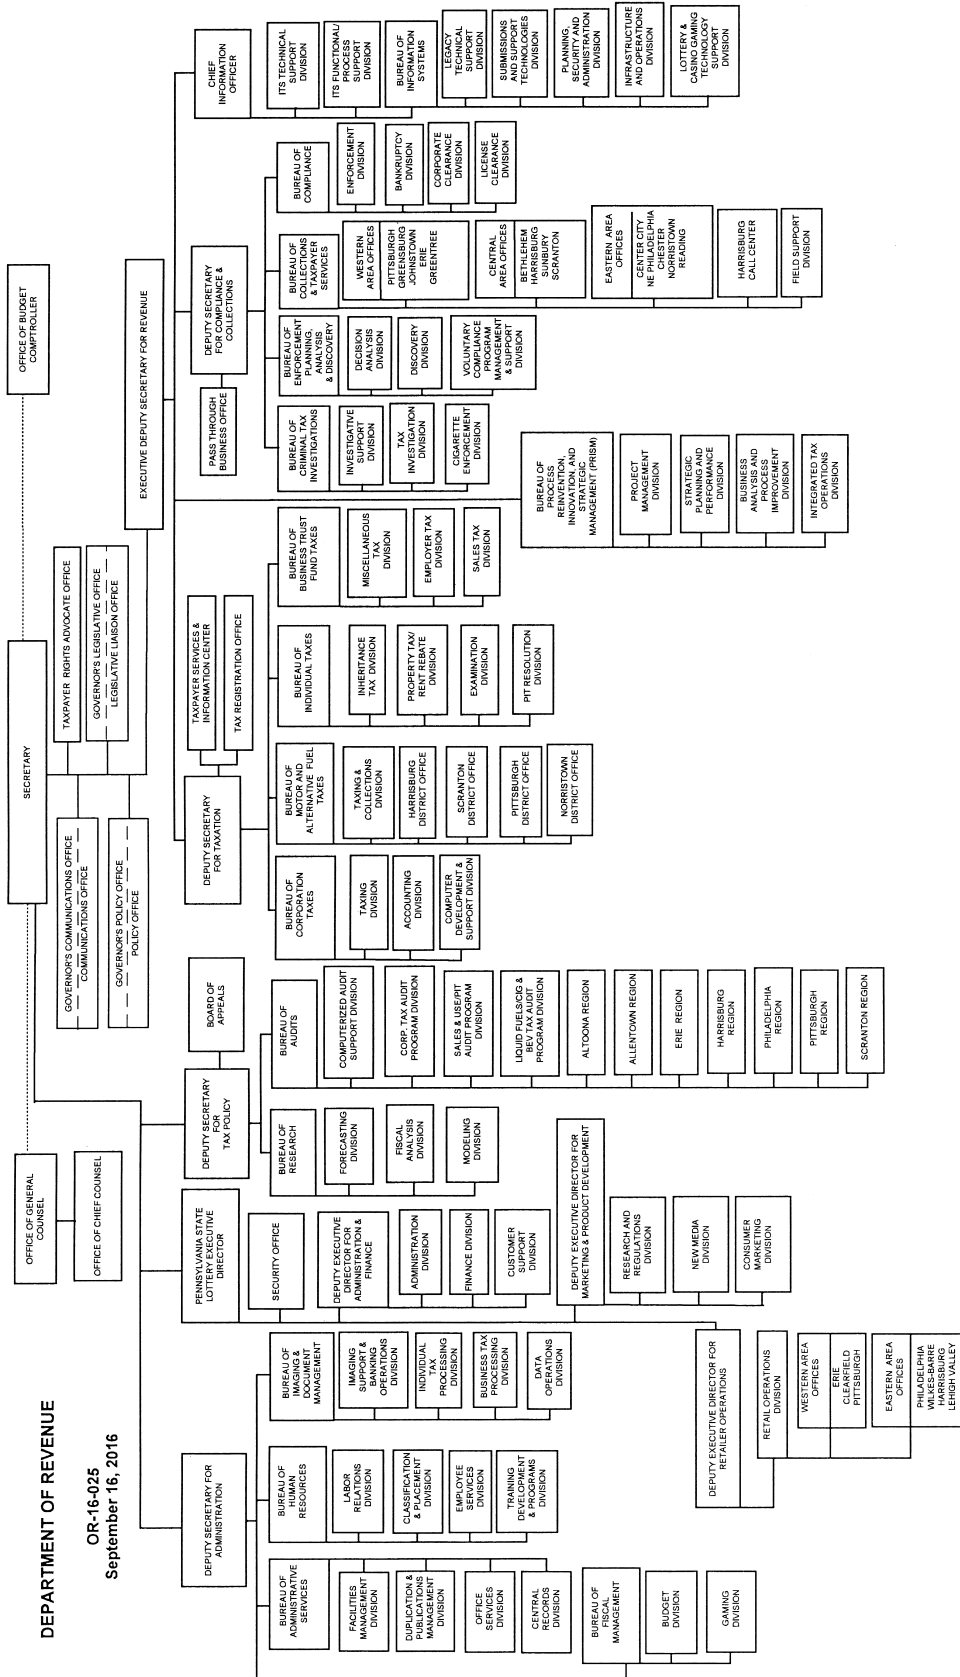 DEPARTMENT OF REVENUE
OR-16-025
September 16, 2016
OFFICE OF GENERAL
COUNSEL
OFFICE OF CHIEF COUNSEL
SECRETARY
OFFICE OF BUDGET
COMPTROLLER
GOVERNOR'S COMMUNICATIONS OFFICE
COMMUNICATIONS OFFICE
GOVERNOR'S POLICY OFFICE
POLICY OFFICE
TAXPAYER RIGHTS ADVOCATE OFFICE
GOVERNOR'S LEGISLATIVE OFFICE
LEGISLATIVE LIAISON OFFICE
EXECUTIVE DEPUTY SECRETARY FOR REVENUE
DEPUTY SECRETARY FOR
ADMINISTRATION
BUREAU OF
ADMINISTRATIVE
SERVICES
FACILITIES
MANAGEMENT
DIVISION
DUPLICATION &
PUBLICATIONS
MANAGEMENT
DIVISION
OFFICE
SERVICES
DIVISION
CENTRAL
RECORDS
DIVISION
BUREAU OF
FISCAL
MANAGEMENT
BUDGET
DIVISION
GAMING
DIVISION
BUREAU OF
HUMAN
RESOURCES
LABOR
RELATIONS
DIVISION
CLASSIFICATION
& PLACEMENT
DIVISION
EMPLOYEE
SERVICES
DIVISION
TRAINING
DEVELOPMENT
& PROGRAMS
DIVISION
BUREAU OF
IMAGING &
DOCUMENT
MANAGEMENT
IMAGING
SUPPORT &
BANKING
OPERATIONS
DIVISION
INDIVIDUAL
TAX
PROCESSING
DIVISION
BUSINESS TAX
PROCESSING
DIVISION
DATA
OPERATIONS
DIVISION
PENNSYLVANIA STATE
LOTTERY EXECUTIVE
DIRECTOR
SECURITY OFFICE
DEPUTY EXECUTIVE
DIRECTOR FOR
ADMINISTRATION &
FINANCE
ADMINISTRATION
DIVISION
FINANCE DIVISION
CUSTOMER
SUPPORT
DIVISION
DEPUTY EXECUTIVE DIRECTOR FOR
MARKETING & PRODUCT DEVELOPMENT
RESEARCH AND
REGULATIONS
DIVISION
NEW MEDIA
DIVISION
CONSUMER
MARKETING
DIVISION
DEPUTY EXECUTIVE DIRECTOR FOR
RETAILER OPERATIONS
RETAIL OPERATIONS
DIVISION
WESTERN AREA
OFFICES
ERIE
CLEARFIELD
PITTSBURGH
EASTERN AREA
OFFICES
PHILADELPHIA
WILKES-BARRE
HARRISBURG
LEHIGH VALLEY
DEPUTY SECRETARY
FOR
TAX POLICY
BOARD OF
APPEALS
BUREAU OF
RESEARCH
FORECASTING
DIVISION
FISCAL
ANALYSIS
DIVISION
MODELING
DIVISION
BUREAU OF
AUDITS
COMPUTERIZED AUDIT
SUPPORT DIVISION
CORP. TAX AUDIT
PROGRAM DIVISION
SALES & USE/PIT
AUDIT PROGRAM
DIVISION
LIQUID FUELS/CIG &
BEV TAX AUDIT
PROGRAM DIVISION
ALTOONA REGION
ALLENTOWN REGION
ERIE REGION
HARRISBURG
REGION
PHILADELPHIA
REGION
PITTSBURGH
REGION
SCRANTON REGION
DEPUTY SECRETARY
FOR TAXATION
TAXPAYER SERVICES &
INFORMATION CENTER
TAX REGISTRATION OFFICE
BUREAU OF
CORPORATION
TAXES
TAXING
DIVISION
ACCOUNTING
DIVISION
COMPUTER
DEVELOPMENT &
SUPPORT DIVISION
BUREAU OF
MOTOR AND
ALTERNATIVE FUEL
TAXES
TAXING &
COLLECTIONS
DIVISION
HARRISBURG
DISTRICT OFFICE
SCRANTON
DISTRICT OFFICE
PITTSBURGH
DISTRICT OFFICE
NORRISTOWN
DISTRICT OFFICE
BUREAU OF
INDIVIDUAL TAXES
INHERITANCE
TAX DIVISION
PROPERTY TAX/
RENT REBATE
DIVISION
EXAMINATION
DIVISION
PIT RESOLUTION
DIVISION
BUREAU OF
BUSINESS TRUST
FUND TAXES
MISCELLANEOUS
TAX
DIVISION
EMPLOYER TAX
DIVISION
SALES TAX
DIVISION
BUREAU OF
PROCESS
REINVENTION,
INNOVATION, AND
STRATEGIC
MANAGEMENT (PRISM)
PROJECT
MANAGEMENT
DIVISION
STRATEGIC
PLANNING AND
PERFORMANCE
DIVISION
BUSINESS
ANALYSIS AND
PROCESS
IMPROVEMENT
DIVISION
INTEGRATED TAX
OPERATIONS
DIVISION
DEPUTY SECRETARY
FOR COMPLIANCE &
COLLECTIONS
PASS THROUGH
BUSINESS OFFICE
BUREAU OF
CRIMINAL TAX
INVESTIGATIONS
INVESTIGATIVE
SUPPORT
DIVISION
TAX
INVESTIGATION
DIVISION
CIGARETTE
ENFORCEMENT
DIVISION
BUREAU OF
ENFORCEMENT
PLANNING,
ANALYSIS
& DISCOVERY
DECISION
ANALYSIS
DIVISION
DISCOVERY
DIVISION
VOLUNTARY
COMPLIANCE
PROGRAM
MANAGEMENT
& SUPPORT
DIVISION
BUREAU OF
COLLECTIONS
& TAXPAYER
SERVICES
WESTERN
AREA OFFICES
PITTSBURGH
GREENSBURG
JOHNSTOWN
ERIE
GREENTREE
CENTRAL
AREA OFFICES
BETHLEHEM
HARRISBURG
SUNBURY
SCRANTON
EASTERN AREA
OFFICES
CENTER CITY
NE PHILADELPHIA
CHESTER
NORRISTOWN
READING
HARRISBURG
CALL CENTER
FIELD SUPPORT
DIVISION
BUREAU OF
COMPLIANCE
ENFORCEMENT
DIVISION
BANKRUPTCY
DIVISION
CORPORATE
CLEARANCE
DIVISION
LICENSE
CLEARANCE
DIVISION
CHIEF
INFORMATION
OFFICER
ITS TECHNICAL
SUPPORT
DIVISION
ITS FUNCTIONAL/
PROCESS
SUPPORT
DIVISION
BUREAU OF
INFORMATION
SYSTEMS
LEGACY
TECHNICAL
SUPPORT
DIVISION
SUBMISSIONS
AND SUPPORT
TECHNOLOGIES
DIVISION
PLANNING,
SECURITY AND
ADMINISTRATION
DIVISION
INFRASTRUCTURE
AND OPERATIONS
DIVISION
LOTTERY &
CASINO GAMING
TECHNOLOGY
SUPPORT
DIVISION